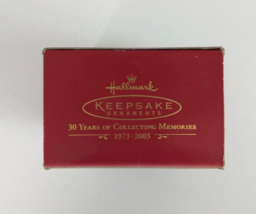 Hallmark
KEEPSAKE
ORNAMENTS
30 YEARS OF COLLECTING MEMORIES
1973-2003